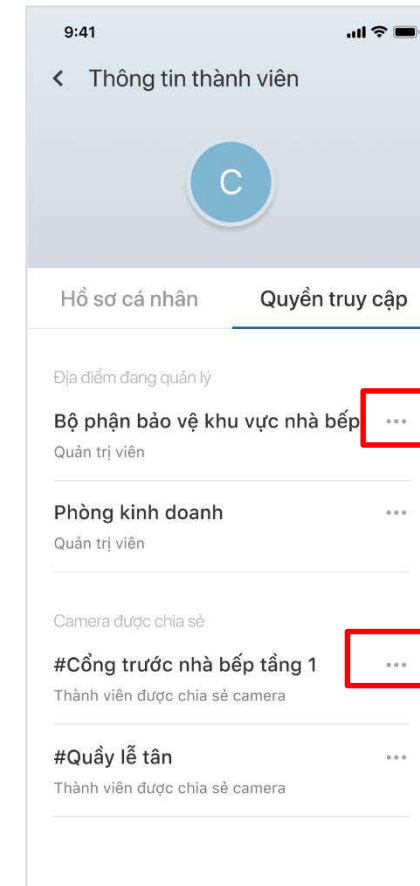 9:41
Thông tin thành viên
C
Hồ sơ cá nhân Quyền truy cập
Địa điểm đang quản lý
Bộ phận bảo vệ khu vực nhà bếp
Quản trị viên
Phòng kinh doanh
Quản trị viên
Camera được chia sẻ
#Cổng trước nhà bếp tầng 1
Thành viên được chia sẻ camera
#Quầy lễ tân
Thành viên được chia sẻ camera